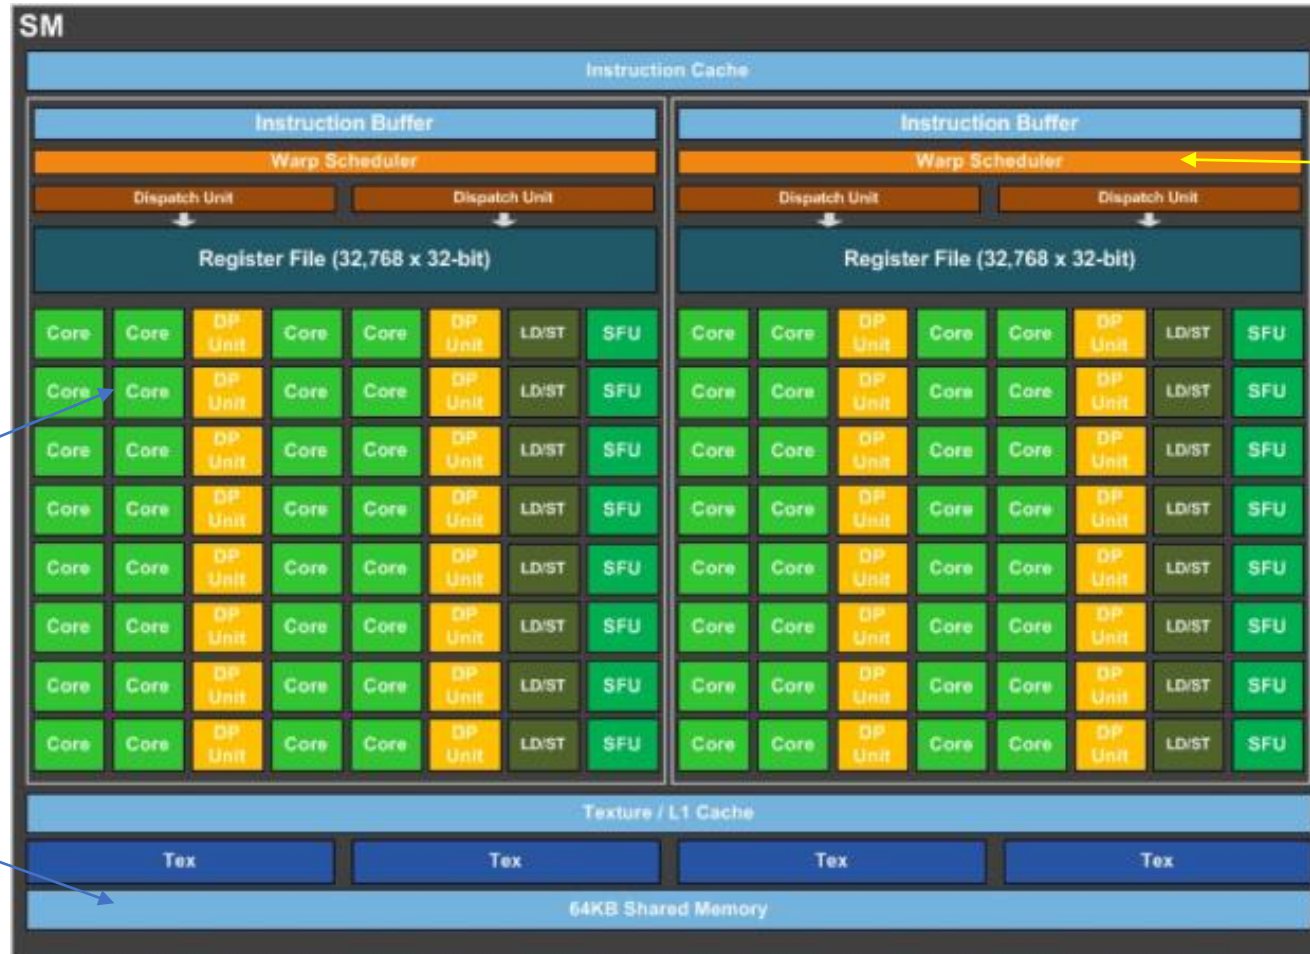 SM
Instruction Cache
Instruction Buffer Instruction Buffer
Warp Scheduler Warp Scheduler
Dispatch Unit Dispatch Unit Dispatch Unit Dispatch Unit
Register File (32,768 x 32-bit) Register File (32,768 x 32-bit)
Core Core DP Unit Core Core DP Unit LD/ST SFU Core Core DP Unit Core Core DP Unit LD/ST SFU
Core Core DP Unit Core Core DP Unit LD/ST SFU Core Core DP Unit Core Core DP Unit LD/ST SFU
Core Core DP Unit Core Core DP Unit LD/ST SFU Core Core DP Unit Core Core DP Unit LD/ST SFU
Core Core DP Unit Core Core DP Unit LD/ST SFU Core Core DP Unit Core Core DP Unit LD/ST SFU
Core Core DP Unit Core Core DP Unit LD/ST SFU Core Core DP Unit Core Core DP Unit LD/ST SFU
Core Core DP Unit Core Core DP Unit LD/ST SFU Core Core DP Unit Core Core DP Unit LD/ST SFU
Core Core DP Unit Core Core DP Unit LD/ST SFU Core Core DP Unit Core Core DP Unit LD/ST SFU
Core Core DP Unit Core Core DP Unit LD/ST SFU Core Core DP Unit Core Core DP Unit LD/ST SFU
Texture / L1 Cache
Tex Tex Tex Tex
64KB Shared Memory